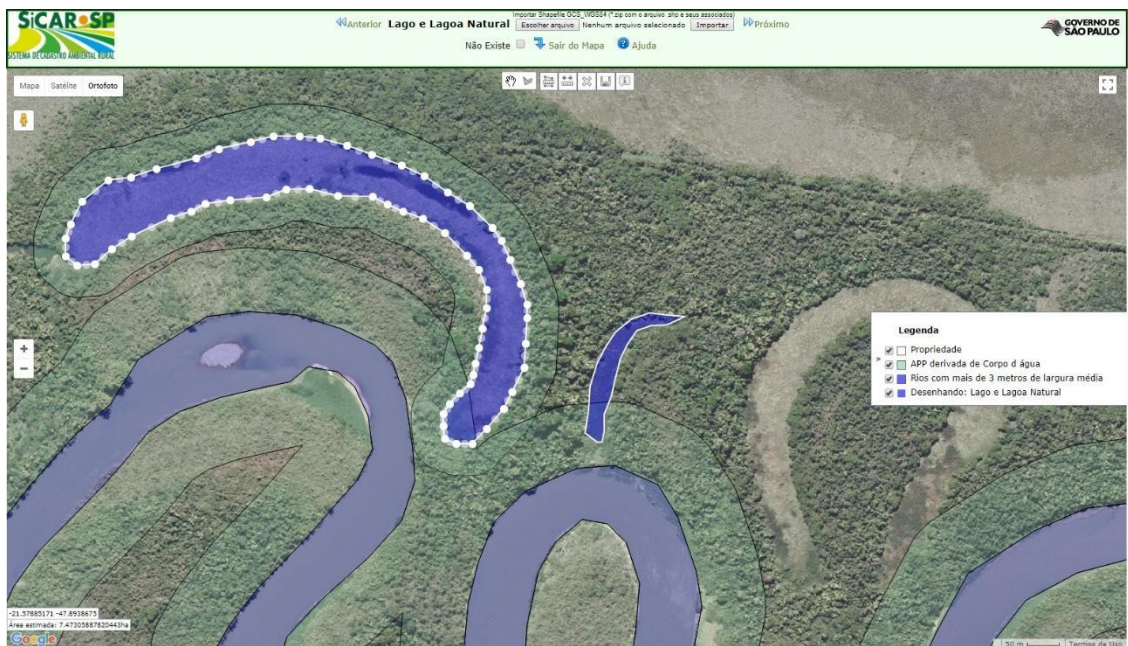 SiCAR SP
SISTEMA DE CADASTRO AMBIENTAL RURAL
Importar Shapefile GCS_WGS84 (*.zip com o arquivo .shp e seus associados)
Anterior Lago e Lagoa Natural Escolher arquivo Nenhum arquivo selecionado Importar Próximo
Não Existe Sair do Mapa Ajuda
GOVERNO DE
SÃO PAULO
Mapa Satélite Ortofoto
+
−
Legenda
» Propriedade
APP derivada de Corpo d água
Rios com mais de 3 metros de largura média
Desenhando: Lago e Lagoa Natural
-21.57885171 -47.8938675
Área estimada: 7.47305887820443ha
Google
50 m Termos de Uso